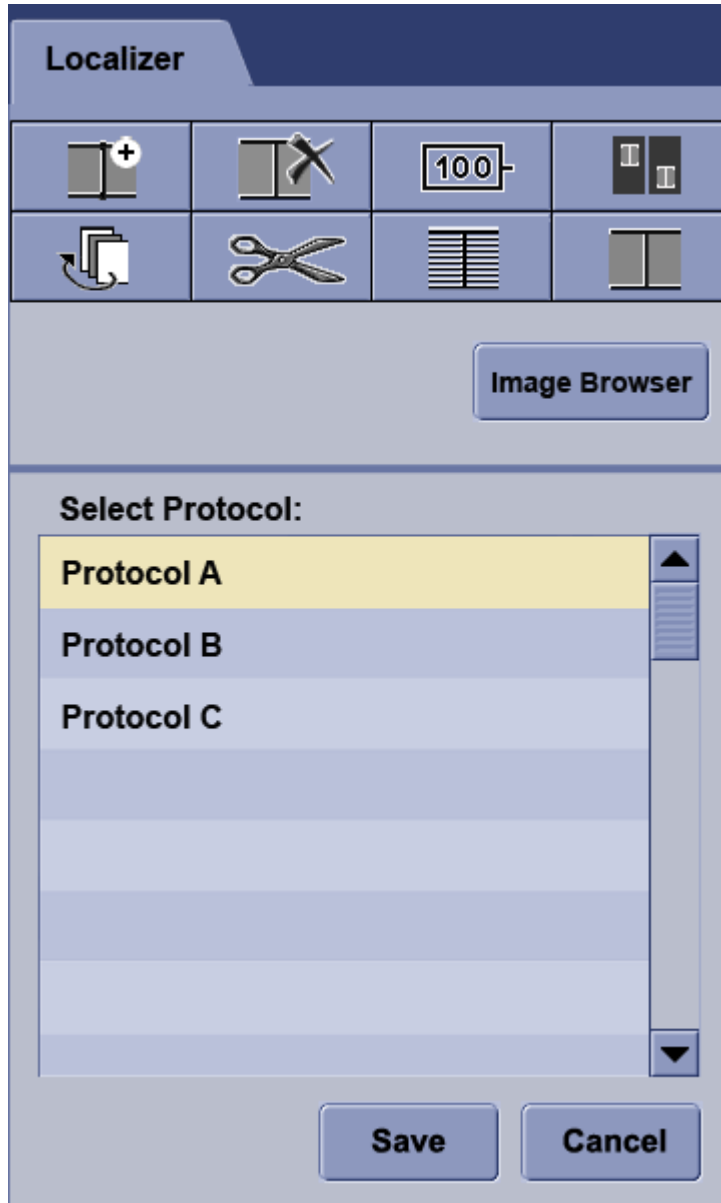 Localizer
100
Image Browser
Select Protocol:
Protocol A
Protocol B
Protocol C
Save
Cancel